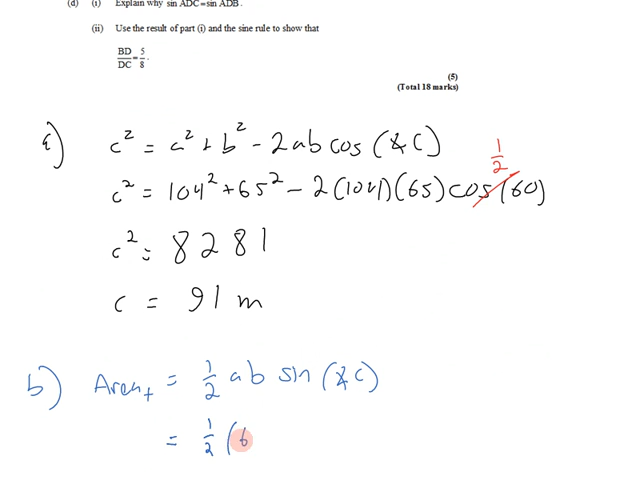 (d) (i) Explain why sin ADC=sin ADB.
(ii) Use the result of part (i) and the sine rule to show that
BD/DC = 5/8.
(5)
(Total 18 marks)
a) c² = a² + b² - 2ab cos (∡C)
1/2
c² = 104² + 65² - 2(104)(65) cos(60)
c² = 8281
c = 91 m
b) Area_t = 1/2 ab sin (∡C)
= 1/2 (6